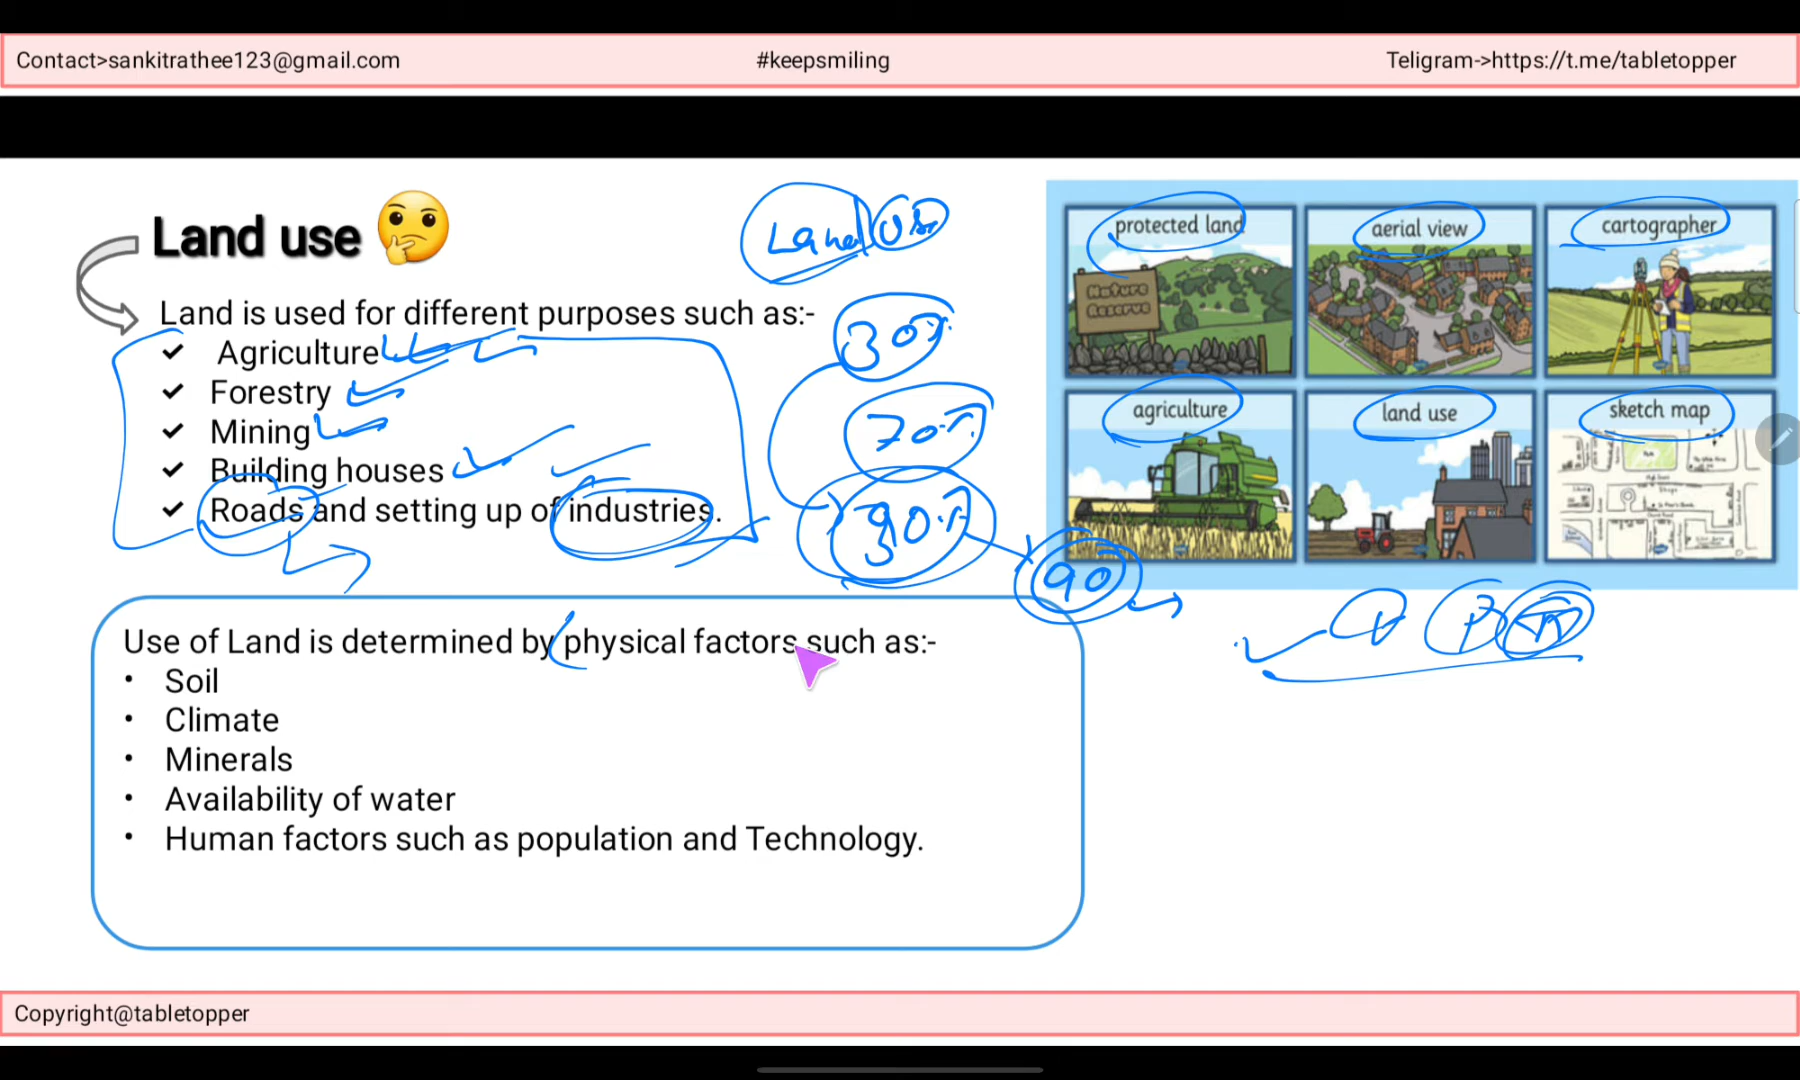 Contact>sankitrathee123@gmail.com
#keepsmiling
Teligram->https://t.me/tabletopper
Land use
Land use
Land is used for different purposes such as:-
Agriculture
Forestry
Mining
Building houses
Roads and setting up of industries.
30%
70%
90%
90
protected land
Nature
Reserve
aerial view
cartographer
agriculture
land use
sketch map
Use of Land is determined by physical factors such as:-
• Soil
• Climate
• Minerals
• Availability of water
• Human factors such as population and Technology.
Copyright@tabletopper